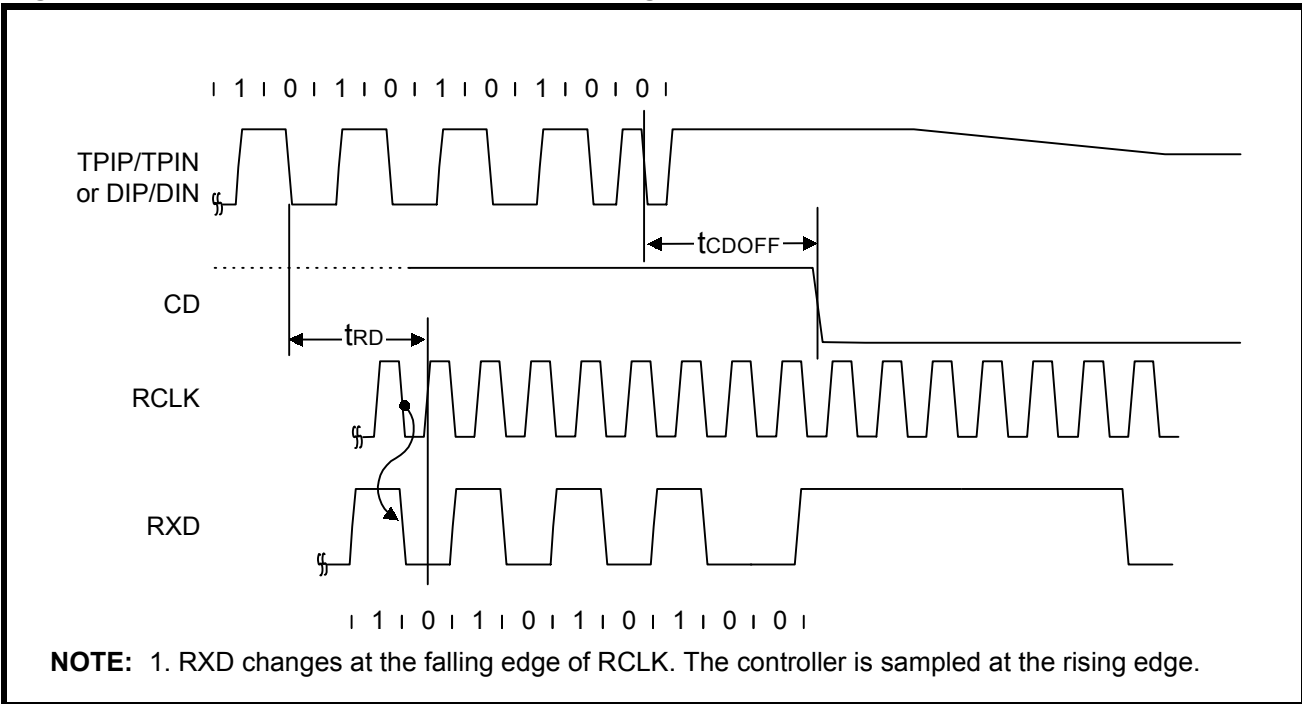 1 0 1 0 1 0 1 0 0
TPIP/TPIN
or DIP/DIN
tCDOFF
CD
tRD
RCLK
RXD
1 0 1 0 1 0 1 0 0
NOTE: 1. RXD changes at the falling edge of RCLK. The controller is sampled at the rising edge.